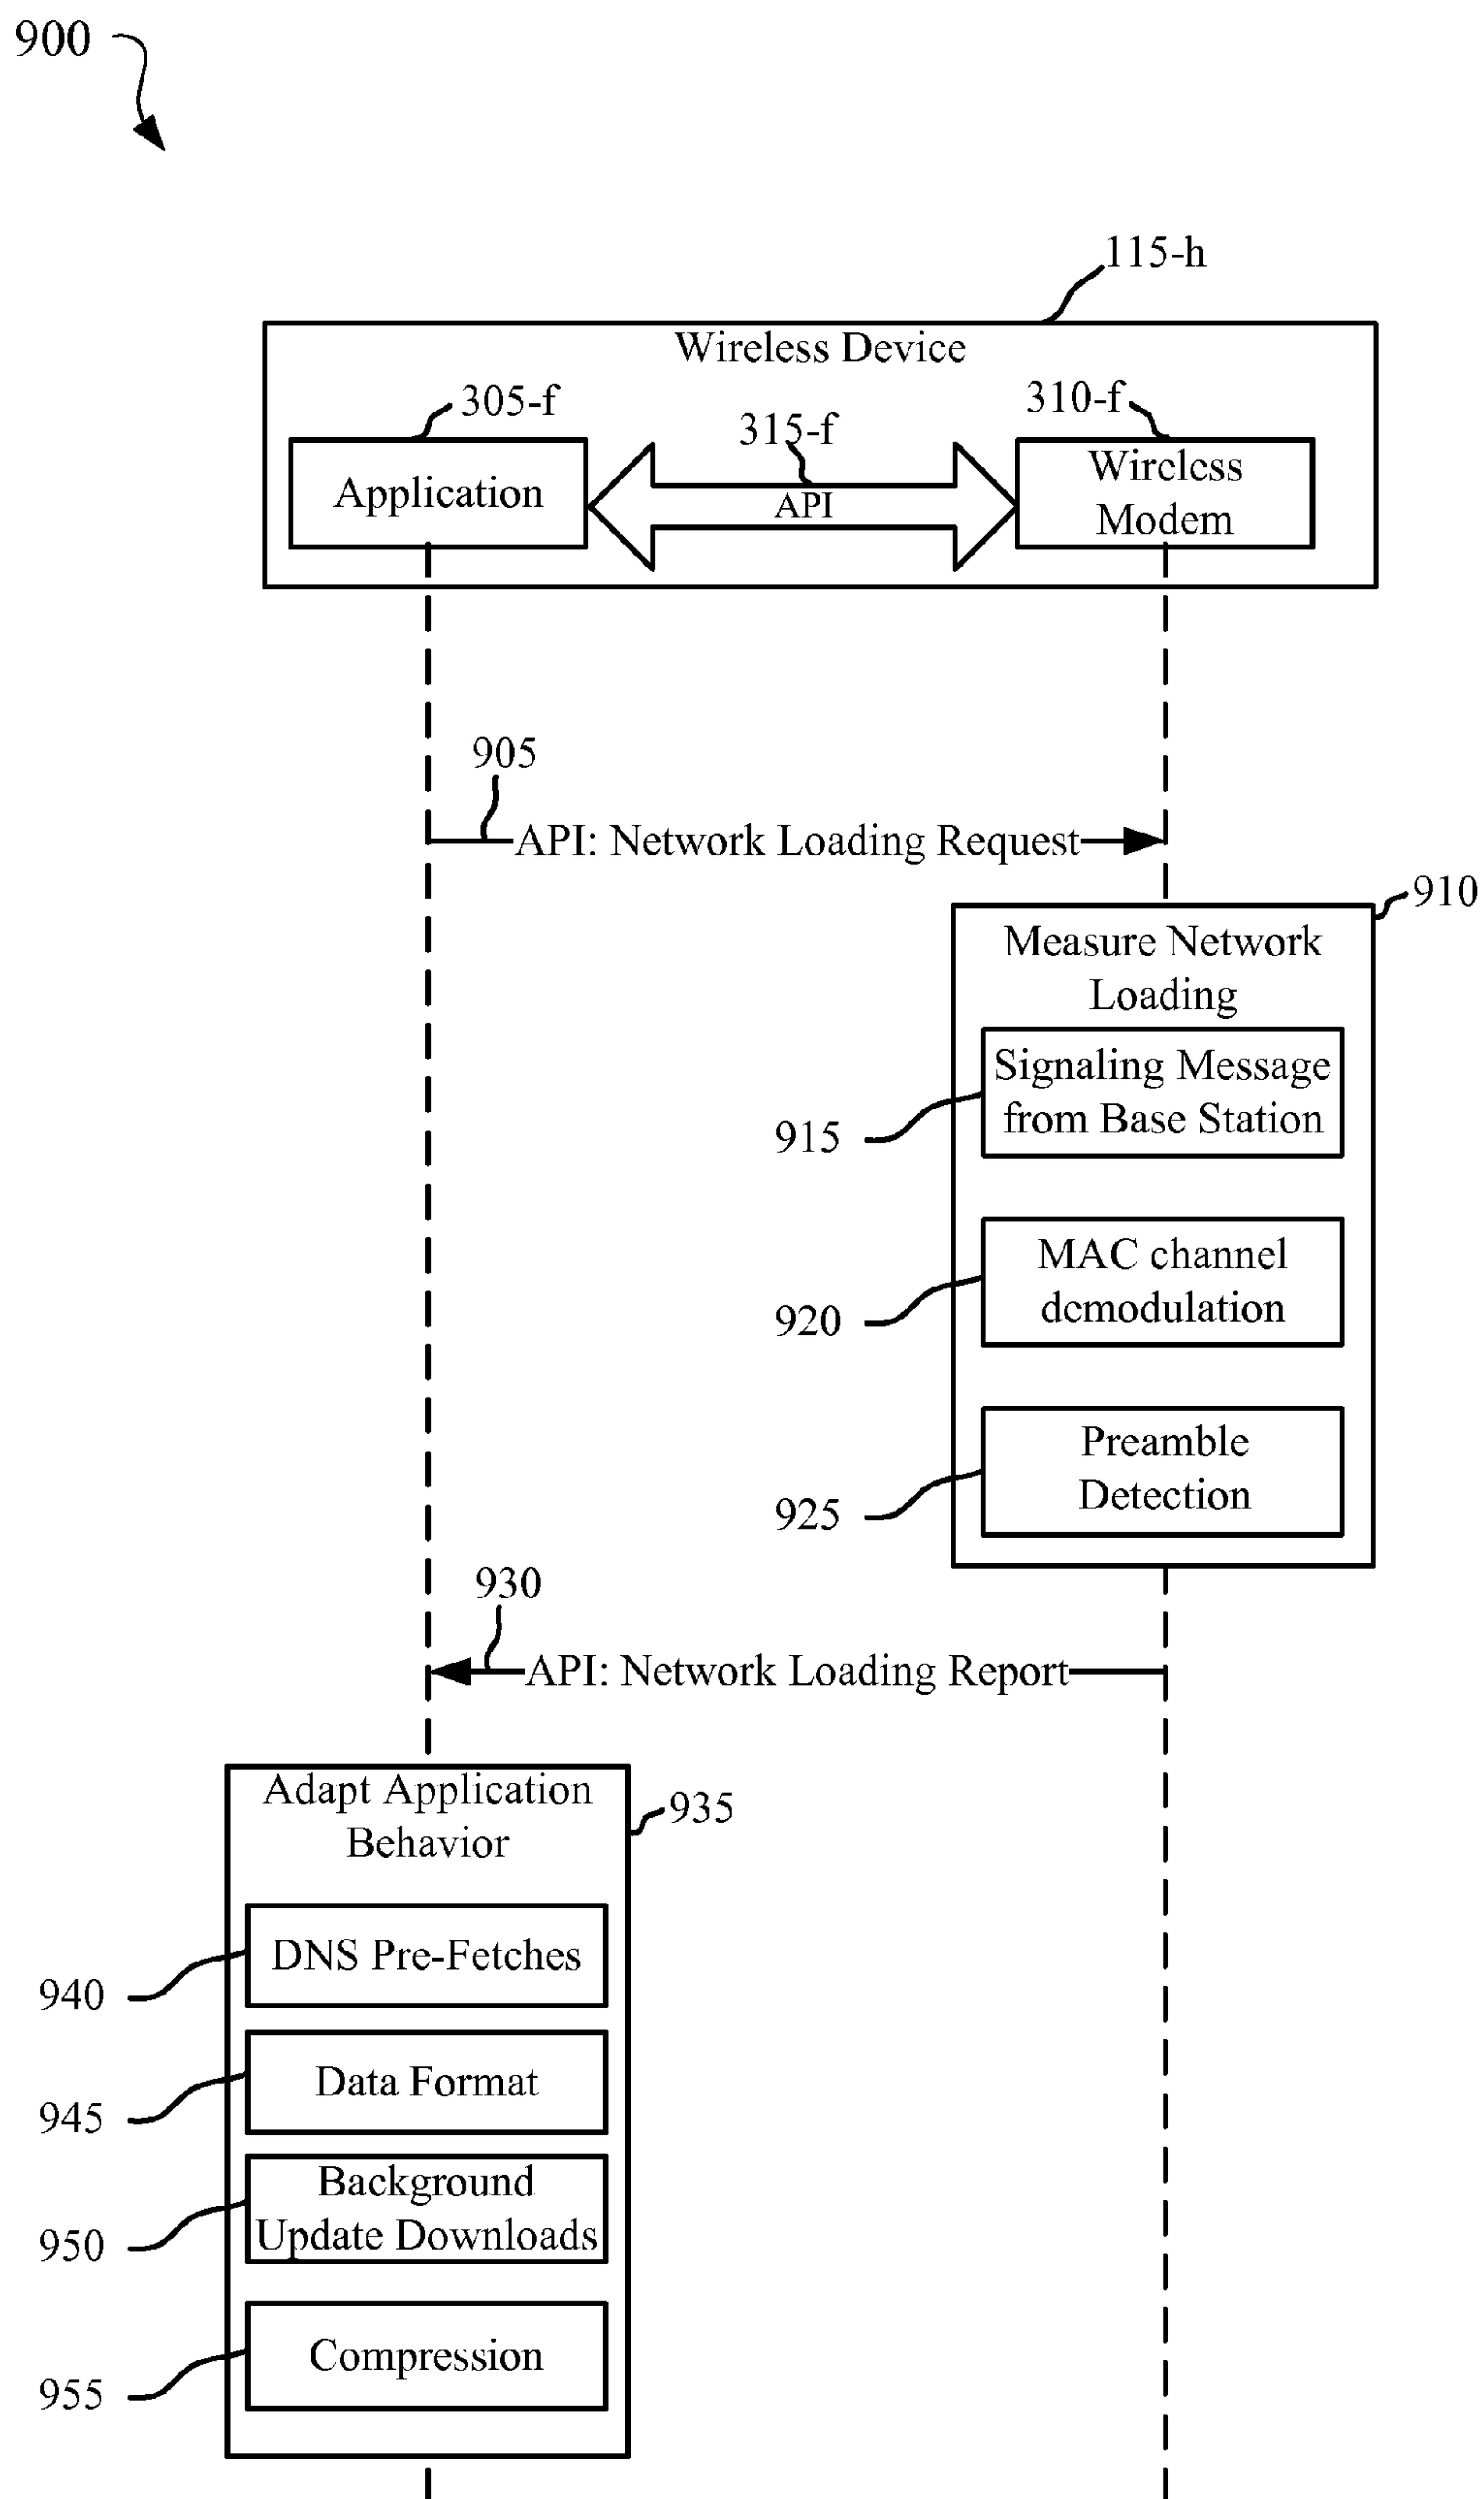 900
115-h
Wireless Device
305-f
315-f
310-f
Application
API
Wireless
Modem
905
API: Network Loading Request
910
Measure Network
Loading
Signaling Message
from Base Station
915
MAC channel
demodulation
920
Preamble
Detection
925
930
API: Network Loading Report
Adapt Application
Behavior
935
DNS Pre-Fetches
940
Data Format
945
Background
Update Downloads
950
Compression
955